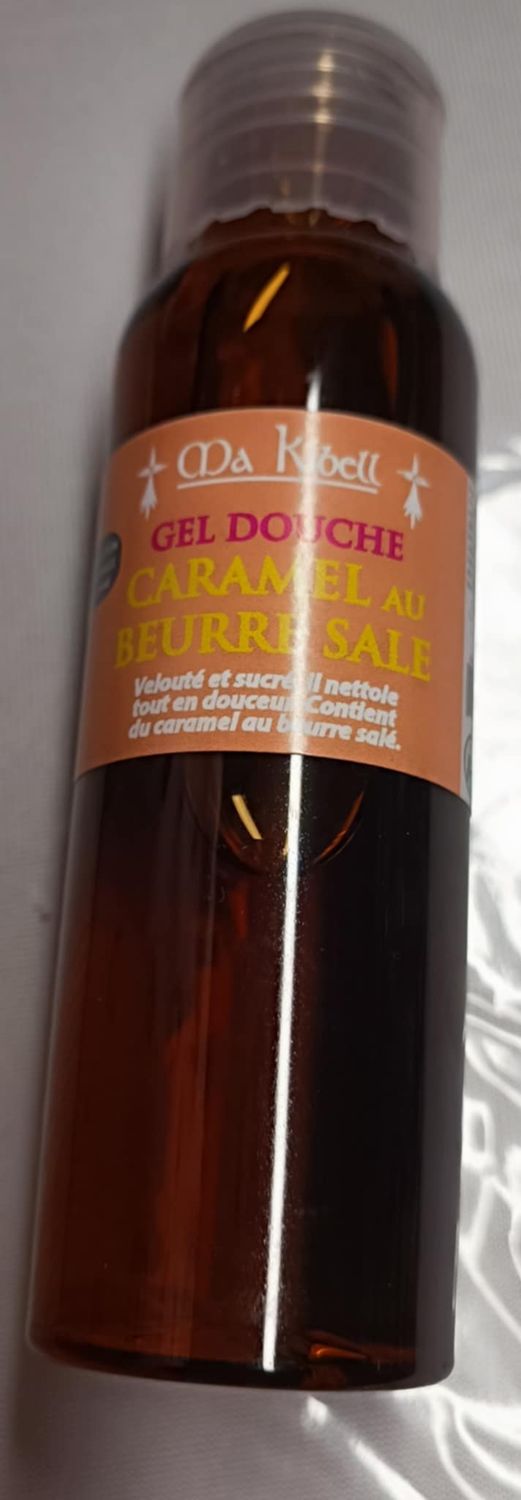 Ma Kibell
GEL DOUCHE
CARAMEL AU
BEURRE SALE
Velouté et sucré il nettoie
tout en douceur. Contient
du caramel au beurre salé.